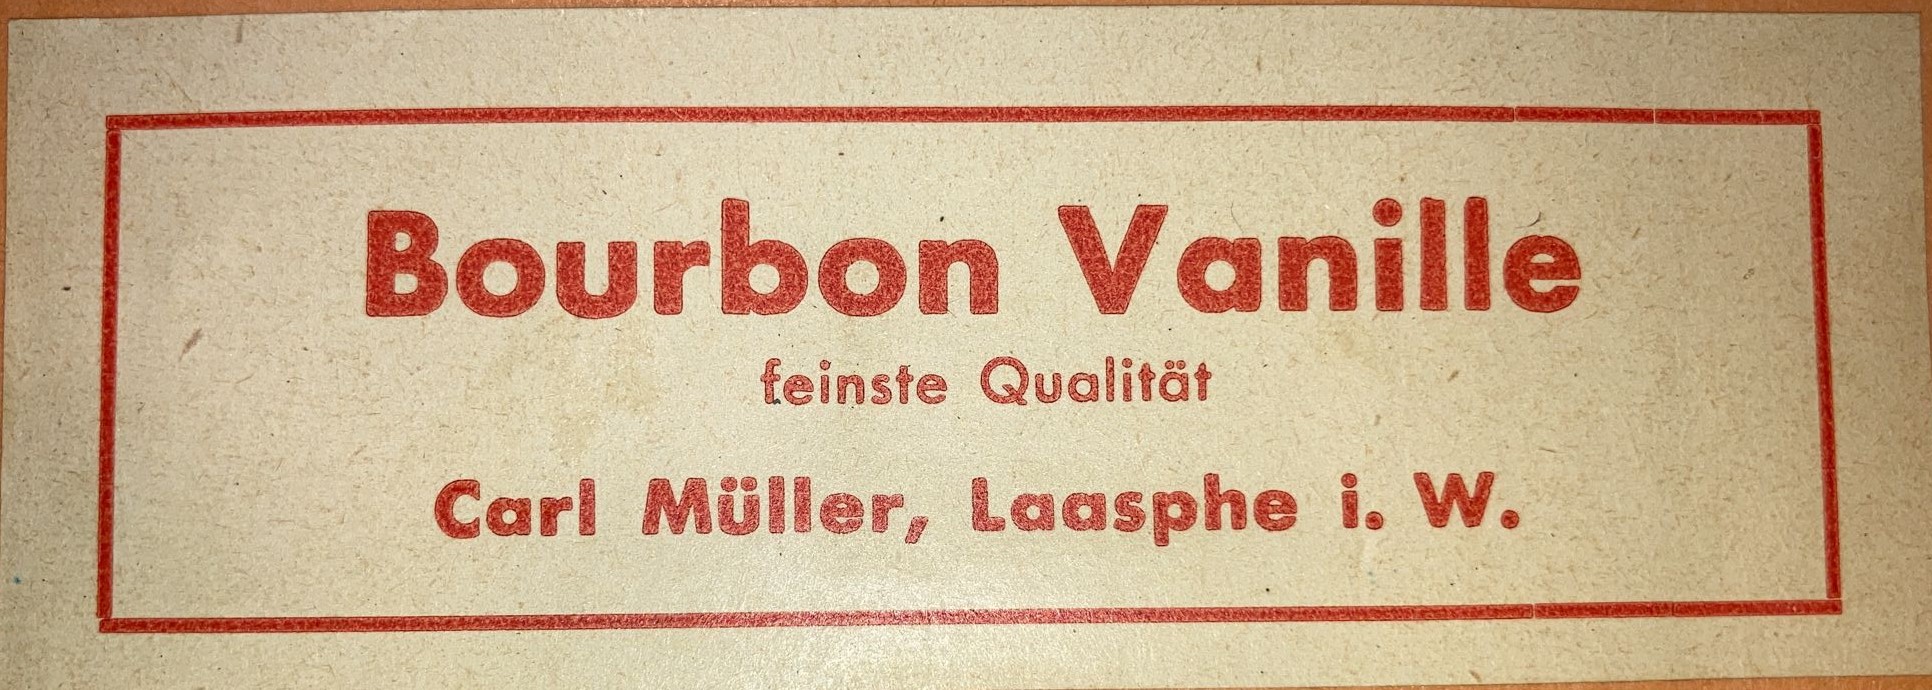 Bourbon Vanille
feinste Qualität
Carl Müller, Laasphe i. W.